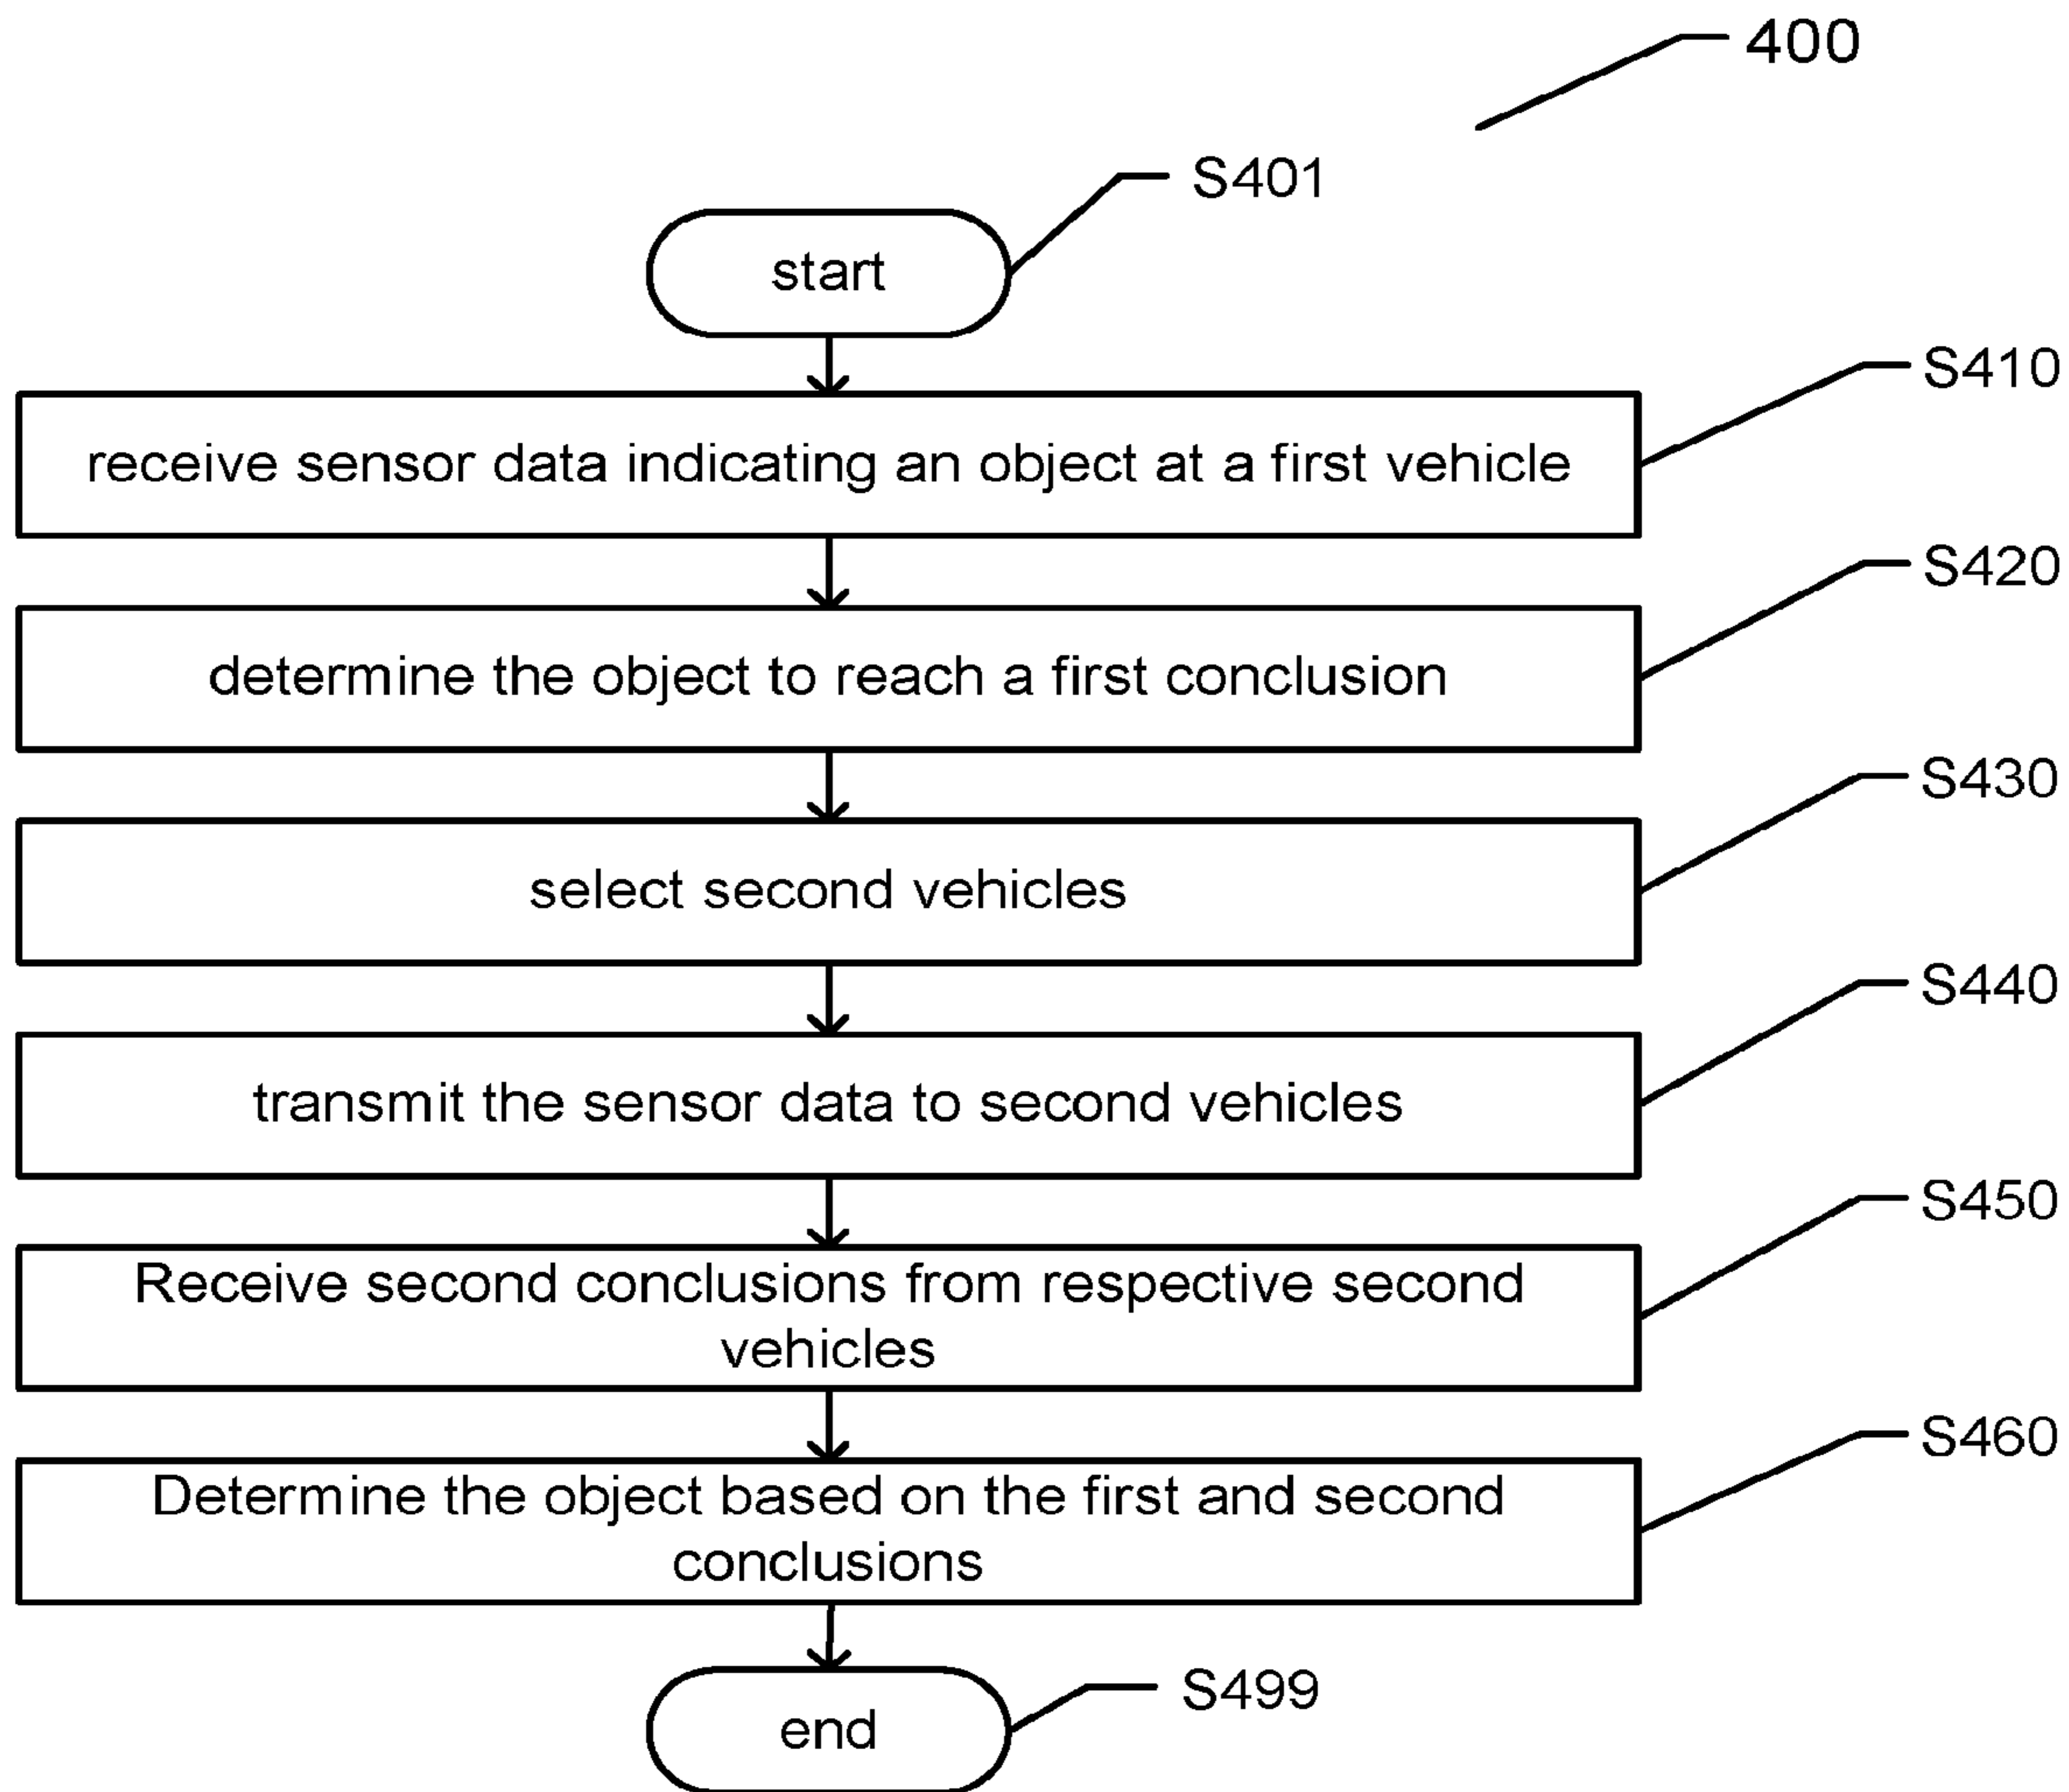 400
S401
start
S410
receive sensor data indicating an object at a first vehicle
S420
determine the object to reach a first conclusion
S430
select second vehicles
S440
transmit the sensor data to second vehicles
S450
Receive second conclusions from respective second
vehicles
S460
Determine the object based on the first and second
conclusions
S499
end